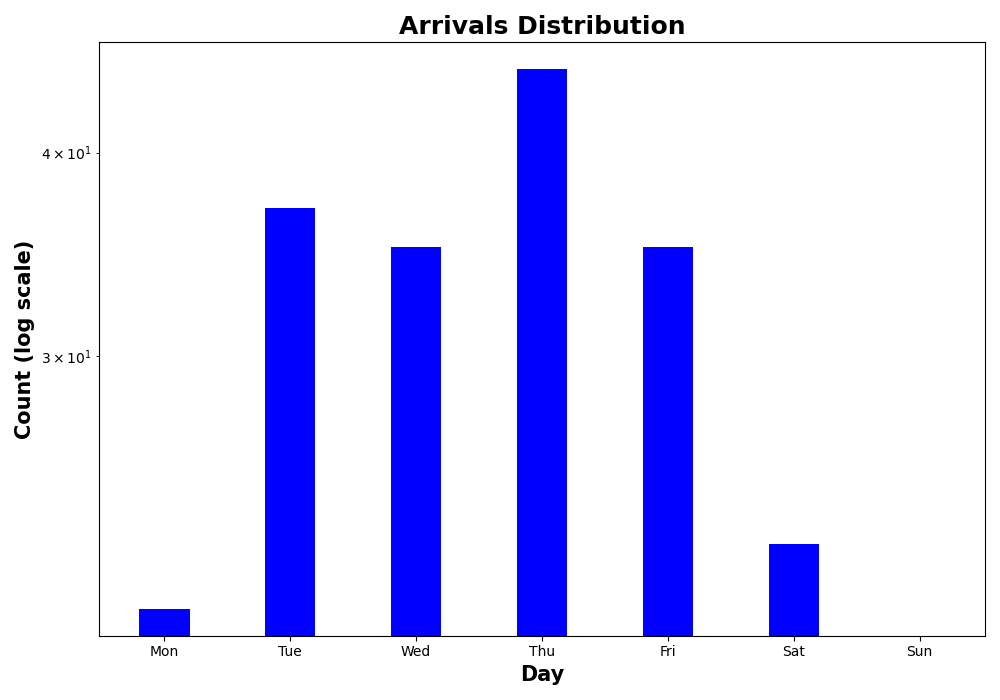 Arrivals Distribution
Count (log scale)
4 × 10¹
3 × 10¹
Mon Tue Wed Thu Fri Sat Sun
Day